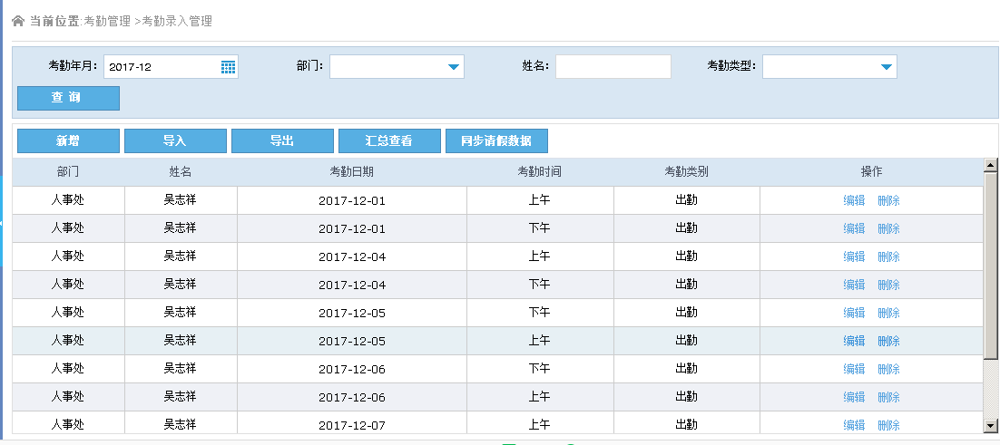 当前位置:考勤管理 >考勤录入管理
考勤年月： 2017-12 部门： 姓名： 考勤类型：
查 询
新增 导入 导出 汇总查看 同步请假数据
部门 姓名 考勤日期 考勤时间 考勤类别 操作
人事处 吴志祥 2017-12-01 上午 出勤 编辑 删除
人事处 吴志祥 2017-12-01 下午 出勤 编辑 删除
人事处 吴志祥 2017-12-04 上午 出勤 编辑 删除
人事处 吴志祥 2017-12-04 下午 出勤 编辑 删除
人事处 吴志祥 2017-12-05 下午 出勤 编辑 删除
人事处 吴志祥 2017-12-05 上午 出勤 编辑 删除
人事处 吴志祥 2017-12-06 下午 出勤 编辑 删除
人事处 吴志祥 2017-12-06 上午 出勤 编辑 删除
人事处 吴志祥 2017-12-07 上午 出勤 编辑 删除